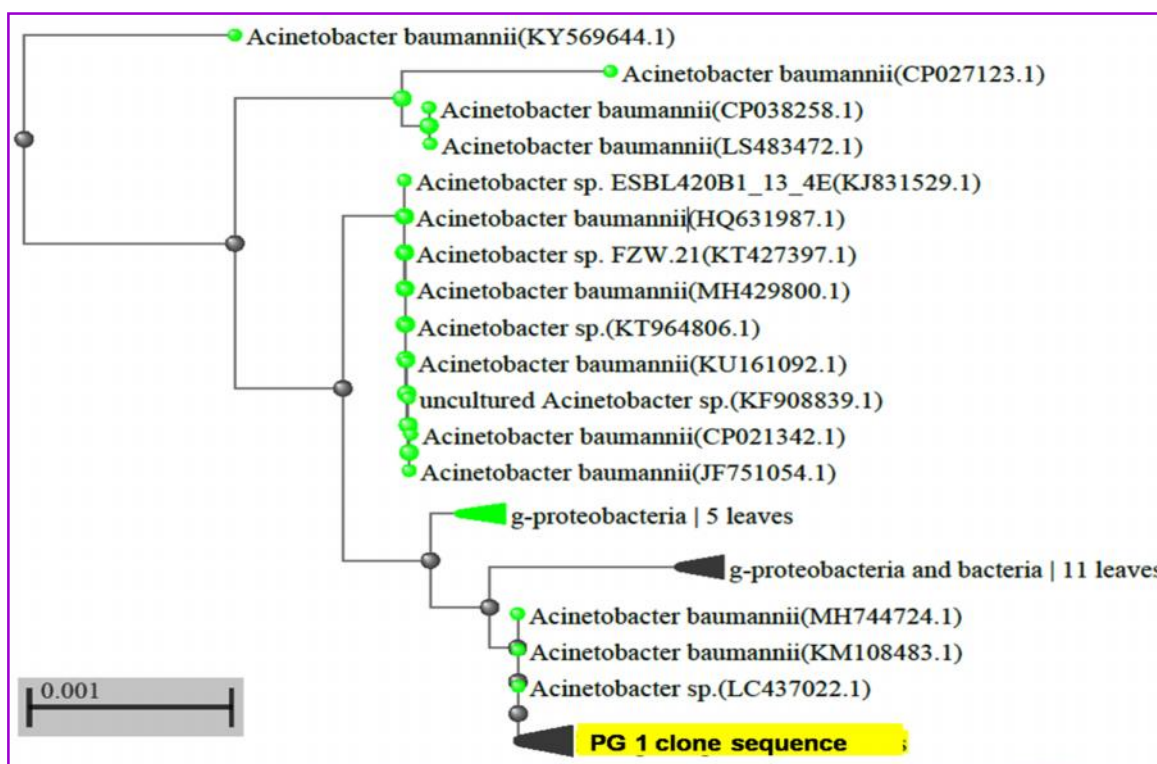 Acinetobacter baumannii(KY569644.1)
Acinetobacter baumannii(CP027123.1)
Acinetobacter baumannii(CP038258.1)
Acinetobacter baumannii(LS483472.1)
Acinetobacter sp. ESBL420B1_13_4E(KJ831529.1)
Acinetobacter baumannii(HQ631987.1)
Acinetobacter sp. FZW.21(KT427397.1)
Acinetobacter baumannii(MH429800.1)
Acinetobacter sp.(KT964806.1)
Acinetobacter baumannii(KU161092.1)
uncultured Acinetobacter sp.(KF908839.1)
Acinetobacter baumannii(CP021342.1)
Acinetobacter baumannii(JF751054.1)
g-proteobacteria | 5 leaves
g-proteobacteria and bacteria | 11 leaves
Acinetobacter baumannii(MH744724.1)
Acinetobacter baumannii(KM108483.1)
Acinetobacter sp.(LC437022.1)
0.001
PG 1 clone sequence